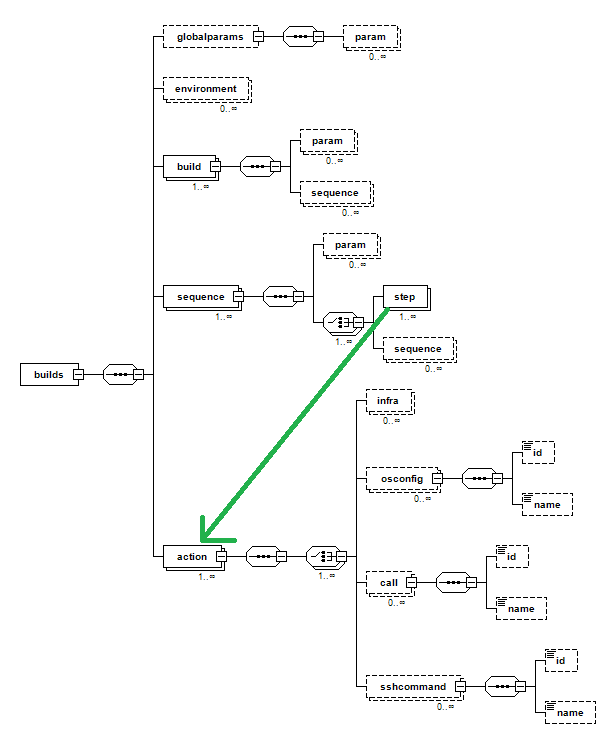 globalparams
param
0..∞
environment
0..∞
build
1..∞
param
0..∞
sequence
0..∞
sequence
1..∞
param
0..∞
1..∞
step
1..∞
sequence
0..∞
builds
action
1..∞
1..∞
infra
0..∞
osconfig
0..∞
id
name
call
0..∞
id
name
sshcommand
0..∞
id
name